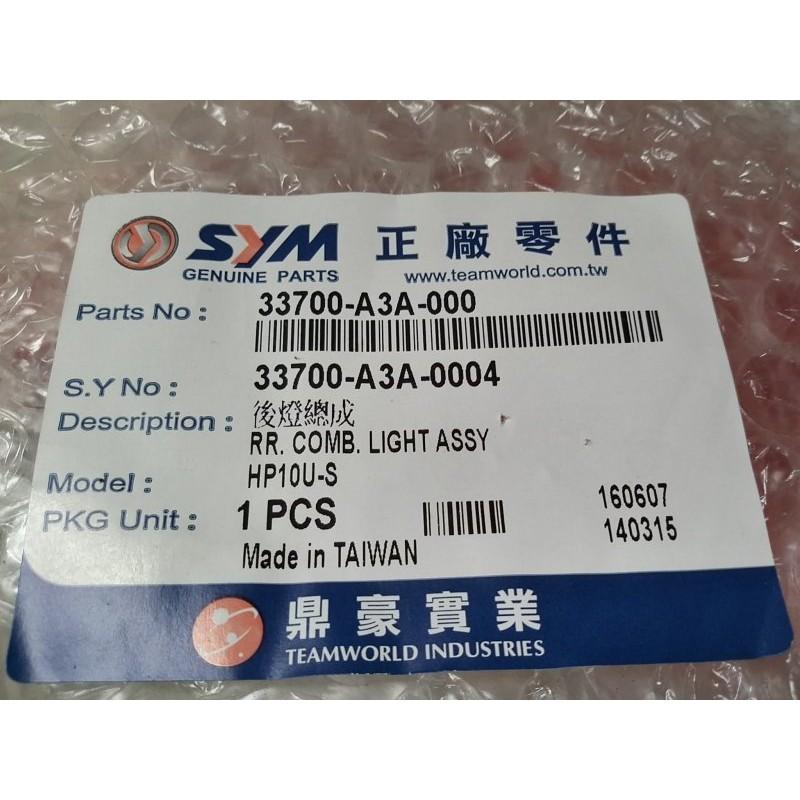 SYM 正廠零件
GENUINE PARTS www.teamworld.com.tw
Parts No : 33700-A3A-000
S.Y No : 33700-A3A-0004
Description : 後燈總成
RR. COMB. LIGHT ASSY
Model : HP10U-S
160607
PKG Unit : 1 PCS
140315
Made in TAIWAN
鼎豪實業
TEAMWORLD INDUSTRIES